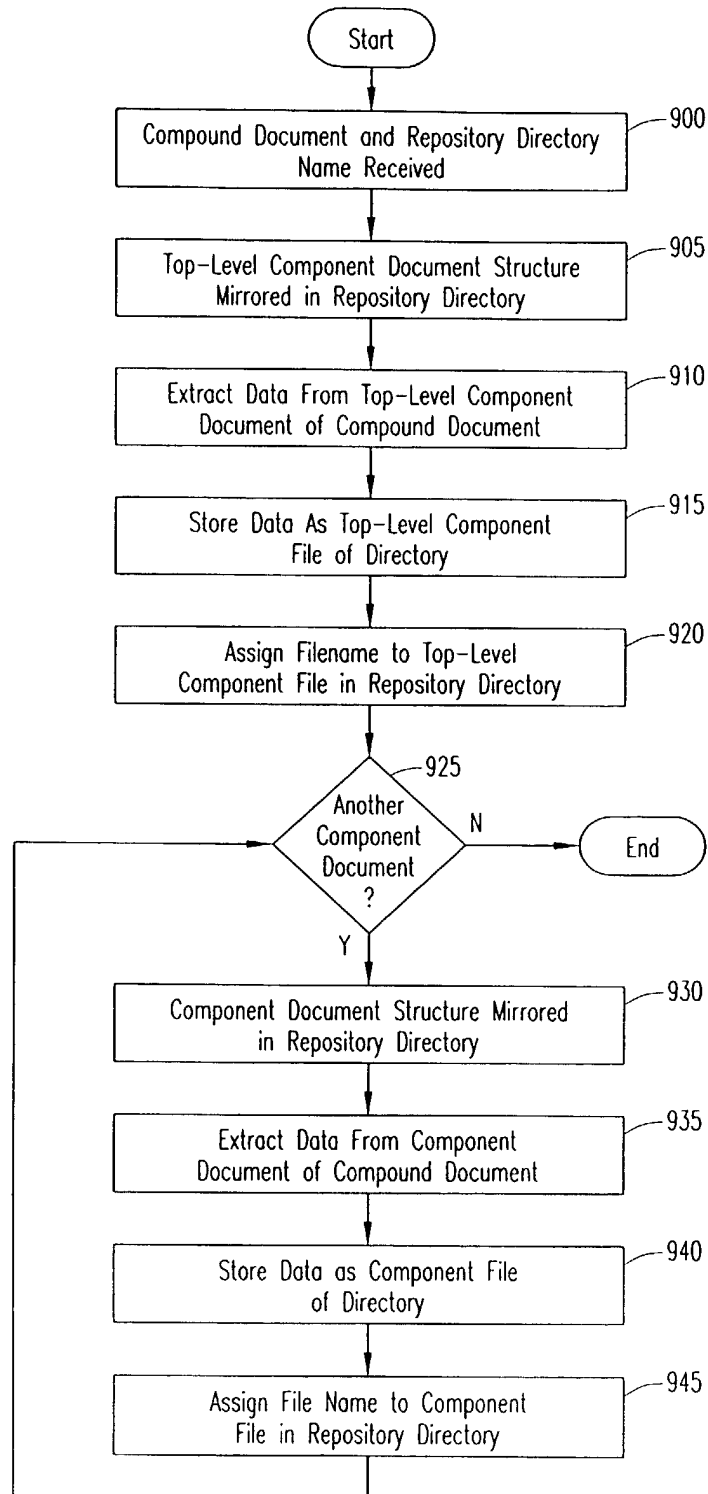 Start
Compound Document and Repository Directory
Name Received
900
Top-Level Component Document Structure
Mirrored in Repository Directory
905
Extract Data From Top-Level Component
Document of Compound Document
910
Store Data As Top-Level Component
File of Directory
915
Assign Filename to Top-Level
Component File in Repository Directory
920
925
Another
Component
Document
?
N
End
Y
Component Document Structure Mirrored
in Repository Directory
930
Extract Data From Component
Document of Compound Document
935
Store Data as Component File
of Directory
940
Assign File Name to Component
File in Repository Directory
945